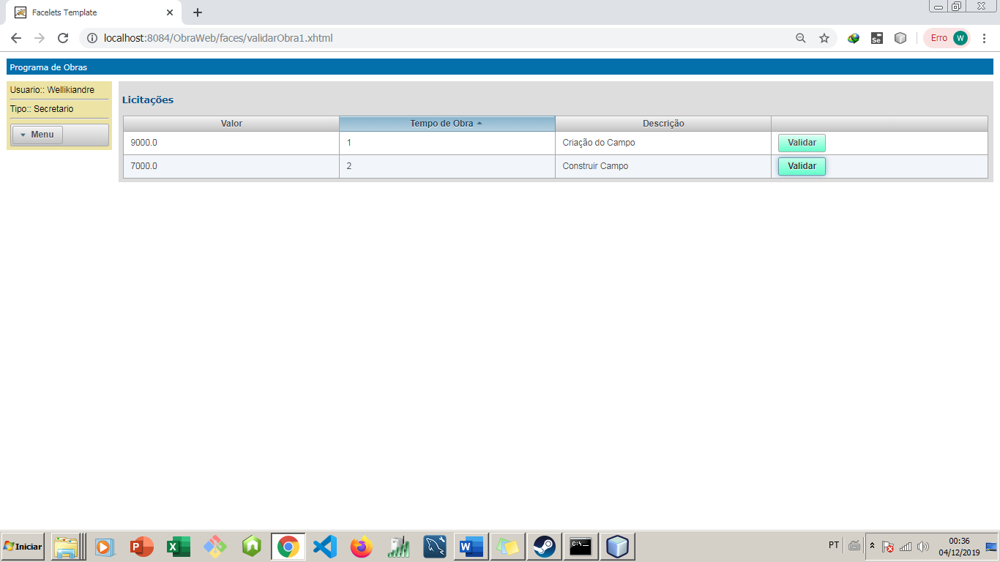 Facelets Template
localhost:8084/ObraWeb/faces/validarObra1.xhtml
Se
Erro W
Programa de Obras
Usuario:: Wellikiandre
Tipo:: Secretario
Menu
Licitações
Valor Tempo de Obra Descrição
9000.0 1 Criação do Campo Validar
7000.0 2 Construir Campo Validar
Iniciar
PT
00:36
04/12/2019